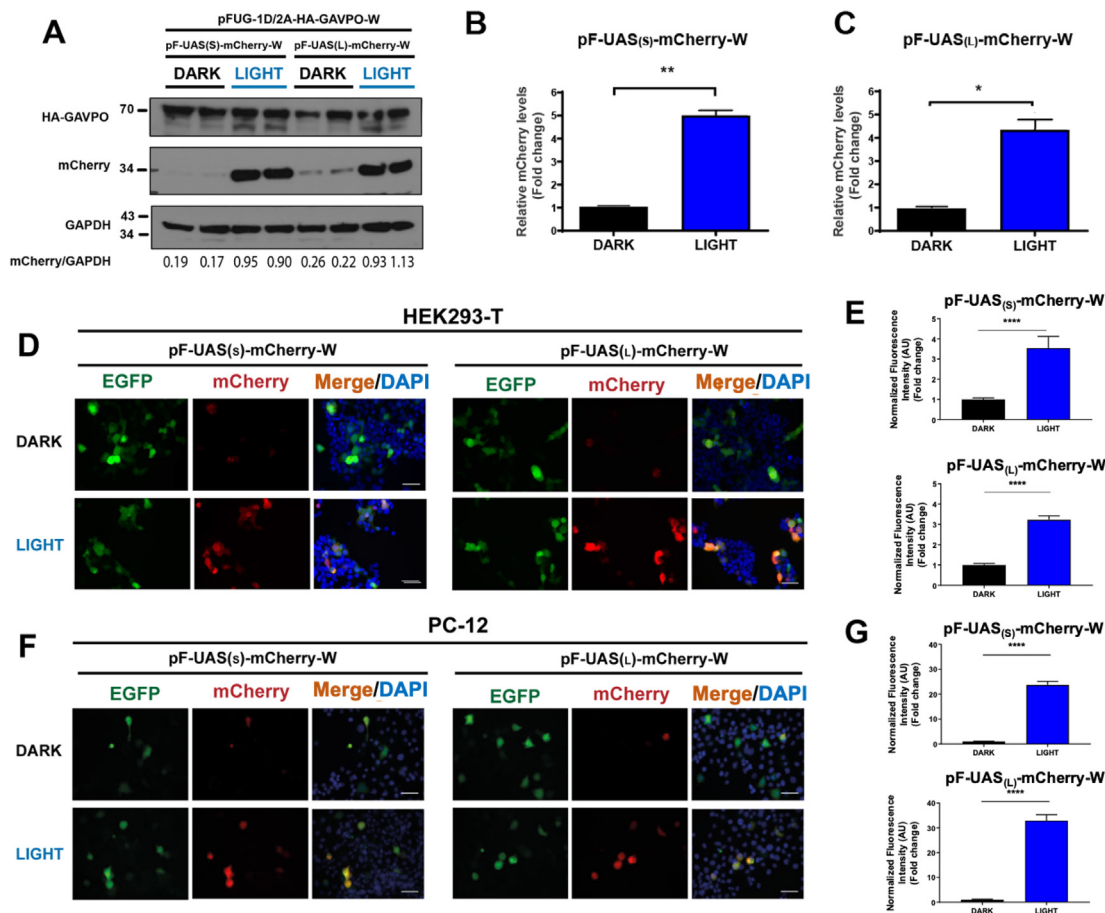 A
pFUG-1D/2A-HA-GAVPO-W
pF-UAS(S)-mCherry-W pF-UAS(L)-mCherry-W
DARK LIGHT DARK LIGHT
HA-GAVPO 70
mCherry 34
GAPDH 43
34
mCherry/GAPDH 0.19 0.17 0.95 0.90 0.26 0.22 0.93 1.13
B
pF-UAS(S)-mCherry-W
Relative mCherry levels
(Fold change)
6
5
4
3
2
1
0
**
DARK LIGHT
C
pF-UAS(L)-mCherry-W
Relative mCherry levels
(Fold change)
6
5
4
3
2
1
0
*
DARK LIGHT
HEK293-T
D
pF-UAS(S)-mCherry-W pF-UAS(L)-mCherry-W
EGFP mCherry Merge/DAPI EGFP mCherry Merge/DAPI
DARK
LIGHT
E
pF-UAS(S)-mCherry-W
Normalized Fluorescence
Intensity (AU)
(Fold change)
5
4
3
2
1
0
****
DARK LIGHT
pF-UAS(L)-mCherry-W
Normalized Fluorescence
Intensity (AU)
(Fold change)
5
4
3
2
1
0
****
DARK LIGHT
PC-12
F
pF-UAS(S)-mCherry-W pF-UAS(L)-mCherry-W
EGFP mCherry Merge/DAPI EGFP mCherry Merge/DAPI
DARK
LIGHT
G
pF-UAS(S)-mCherry-W
Normalized Fluorescence
Intensity (AU)
(Fold change)
40
30
20
10
0
****
DARK LIGHT
pF-UAS(L)-mCherry-W
Normalized Fluorescence
Intensity (AU)
(Fold change)
40
30
20
10
0
****
DARK LIGHT